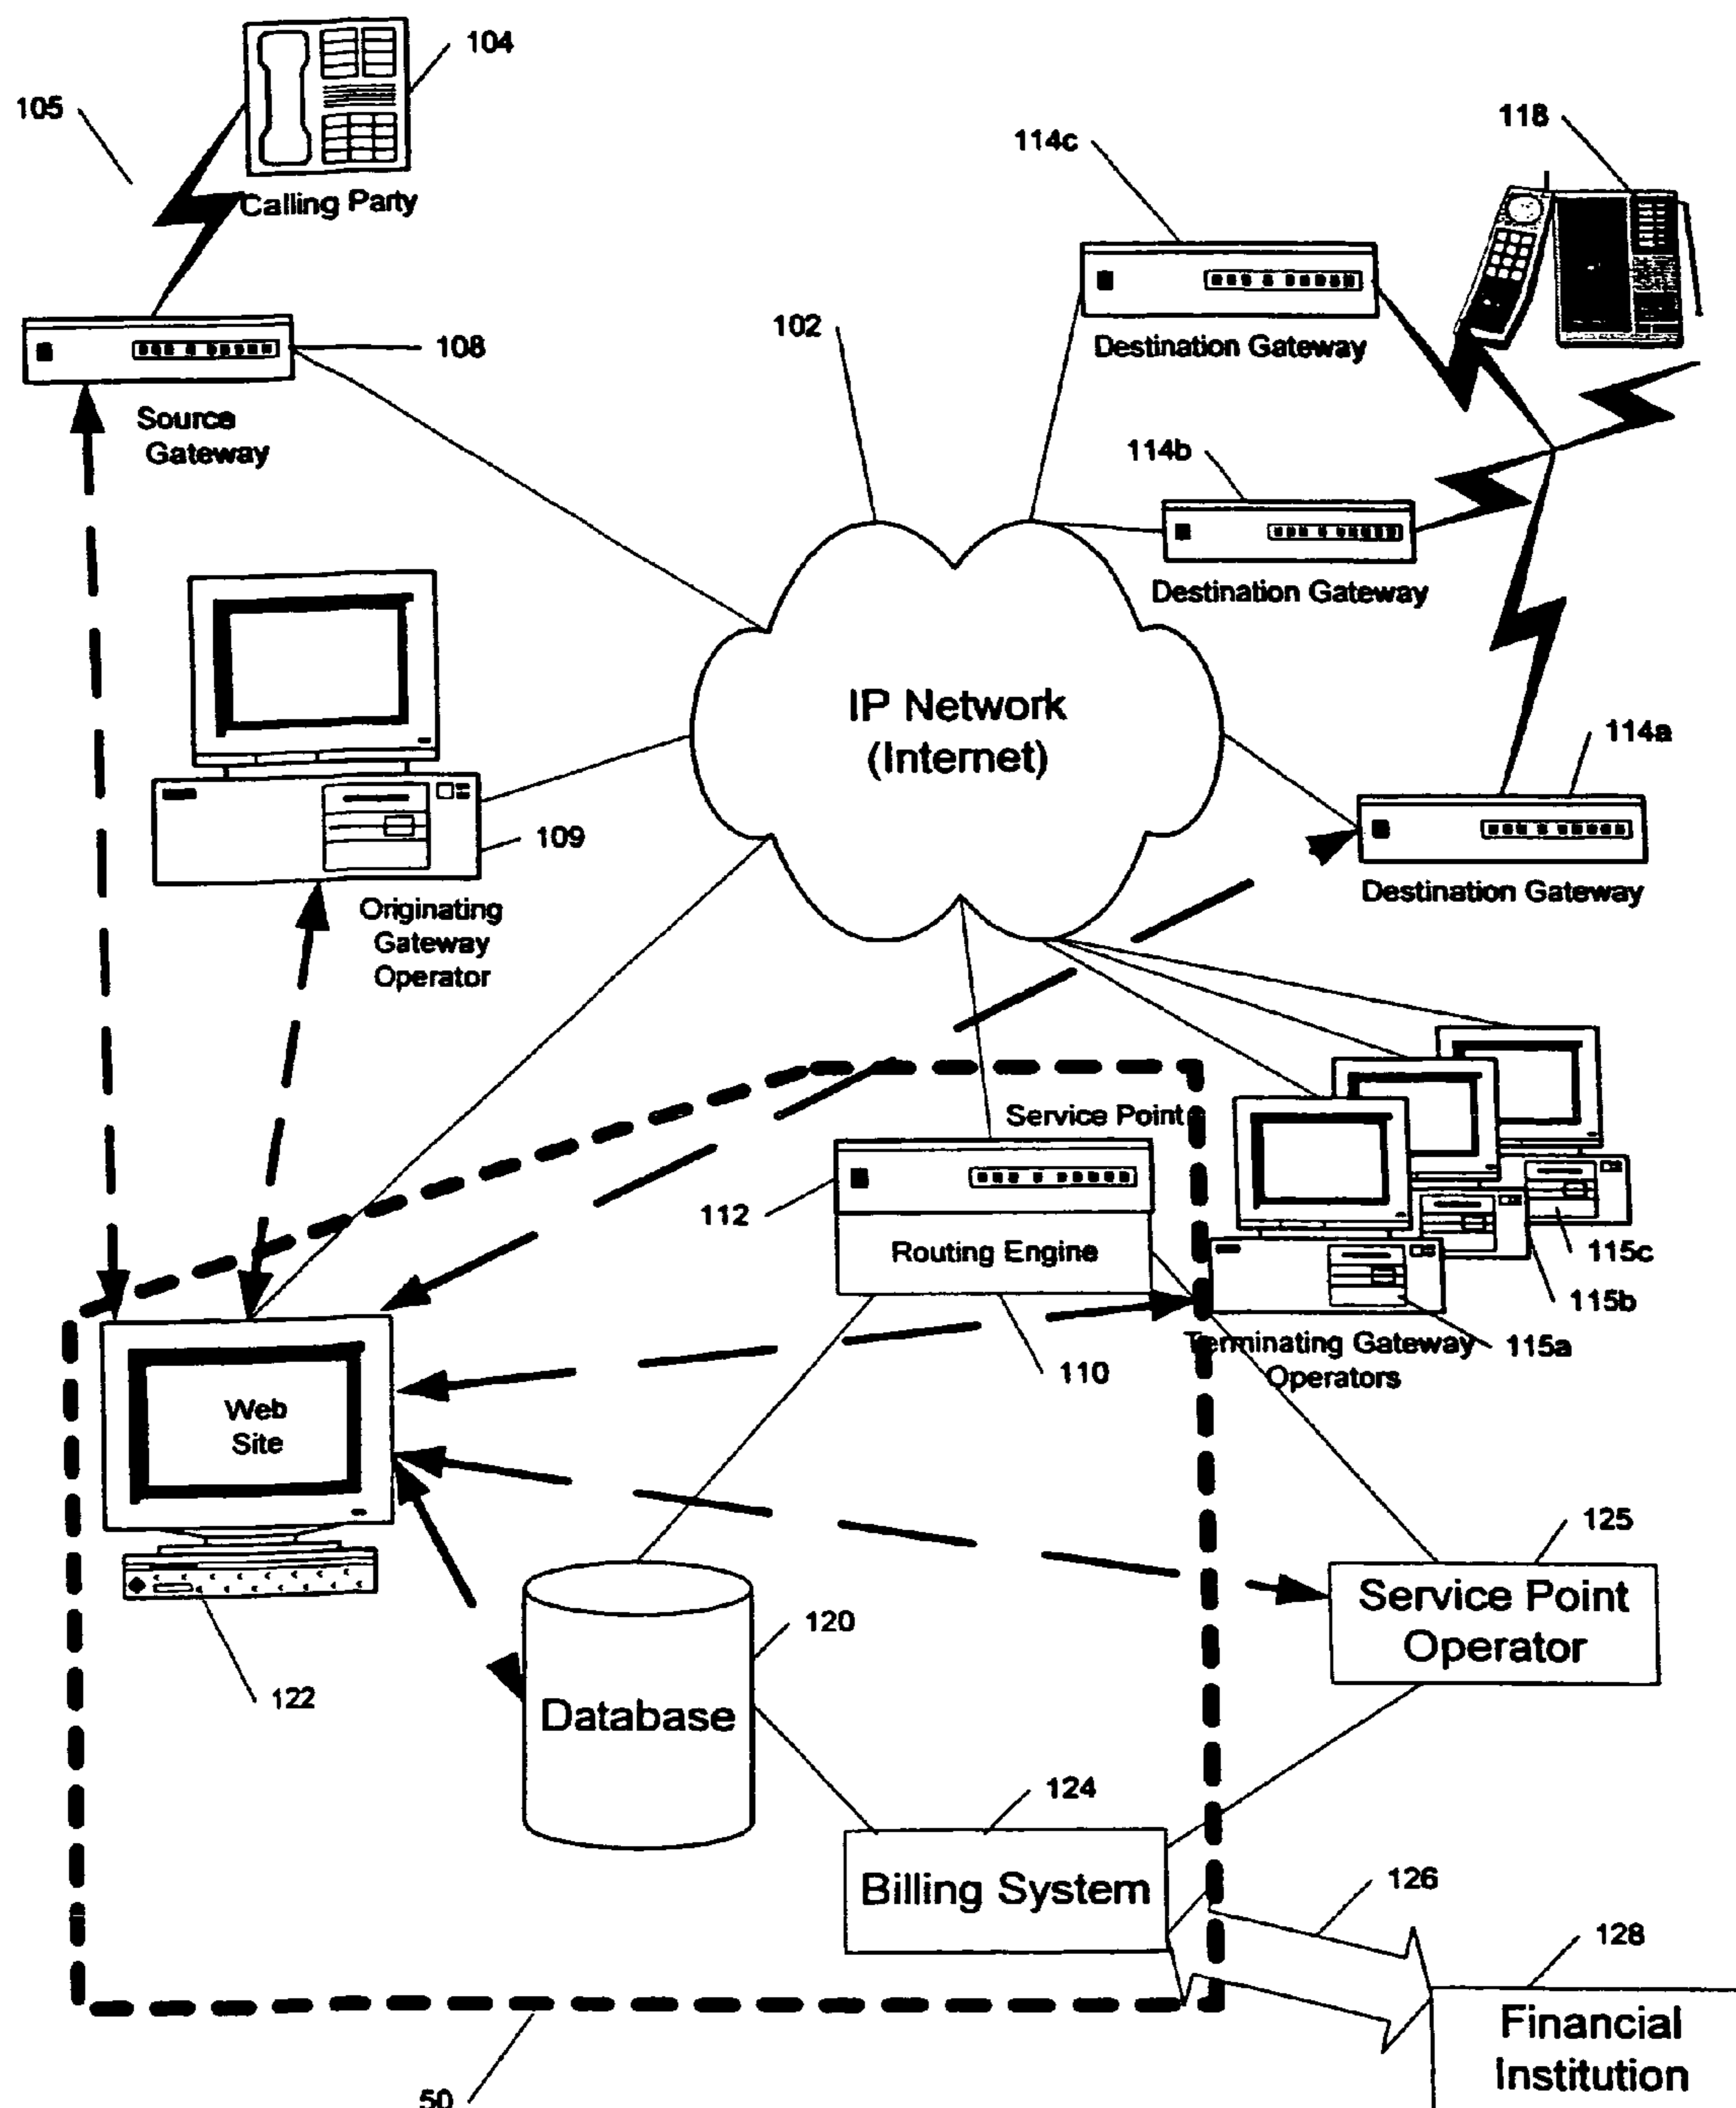 104
105
118
114c
Calling Party
102
108
Destination Gateway
Source
Gateway
114b
Destination Gateway
IP Network
(Internet)
114a
109
Destination Gateway
Originating
Gateway
Operator
Service Point
112
Routing Engine
115c
115b
Terminating Gateway
Operators
115a
110
Web
Site
125
Service Point
Operator
120
122
Database
124
Billing System
126
128
Financial
Institution
50